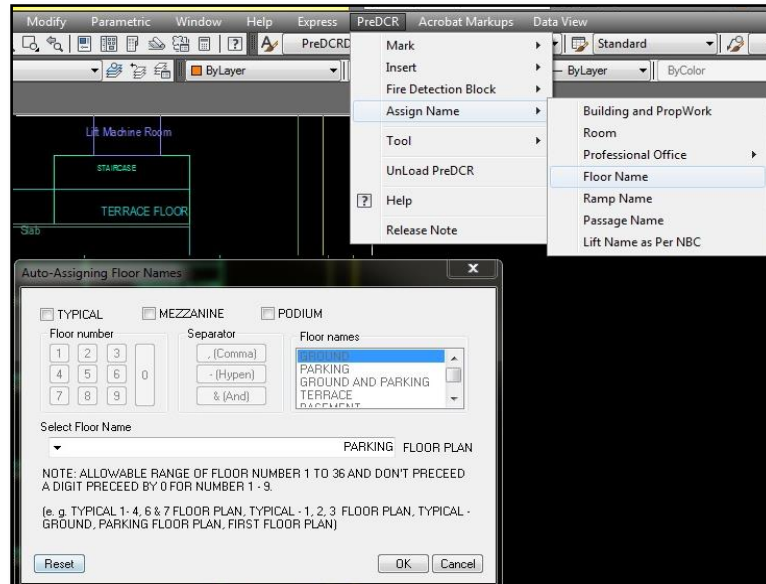 Modify Parametric Window Help Express PreDCR Acrobat Markups Data View
? Standard
ByLayer ByLayer ByColor
Mark
Insert
Fire Detection Block
Assign Name
Tool
UnLoad PreDCR
? Help
Release Note
Building and PropWork
Room
Professional Office
Floor Name
Ramp Name
Passage Name
Lift Name as Per NBC
Lift Machine Room
STAIRCASE
TERRACE FLOOR
Slab
Auto-Assigning Floor Names
X
TYPICAL MEZZANINE PODIUM
Floor number Separator Floor names
1 2 3 , (Comma) GROUND
4 5 6 0 - (Hypen) PARKING
GROUND AND PARKING
7 8 9 & (And) TERRACE
BASEMENT
Select Floor Name
PARKING FLOOR PLAN
NOTE: ALLOWABLE RANGE OF FLOOR NUMBER 1 TO 36 AND DON'T PRECEED
A DIGIT PRECEED BY 0 FOR NUMBER 1 - 9.
(e. g. TYPICAL 1- 4, 6 & 7 FLOOR PLAN, TYPICAL - 1, 2, 3 FLOOR PLAN, TYPICAL -
GROUND, PARKING FLOOR PLAN, FIRST FLOOR PLAN)
Reset OK Cancel